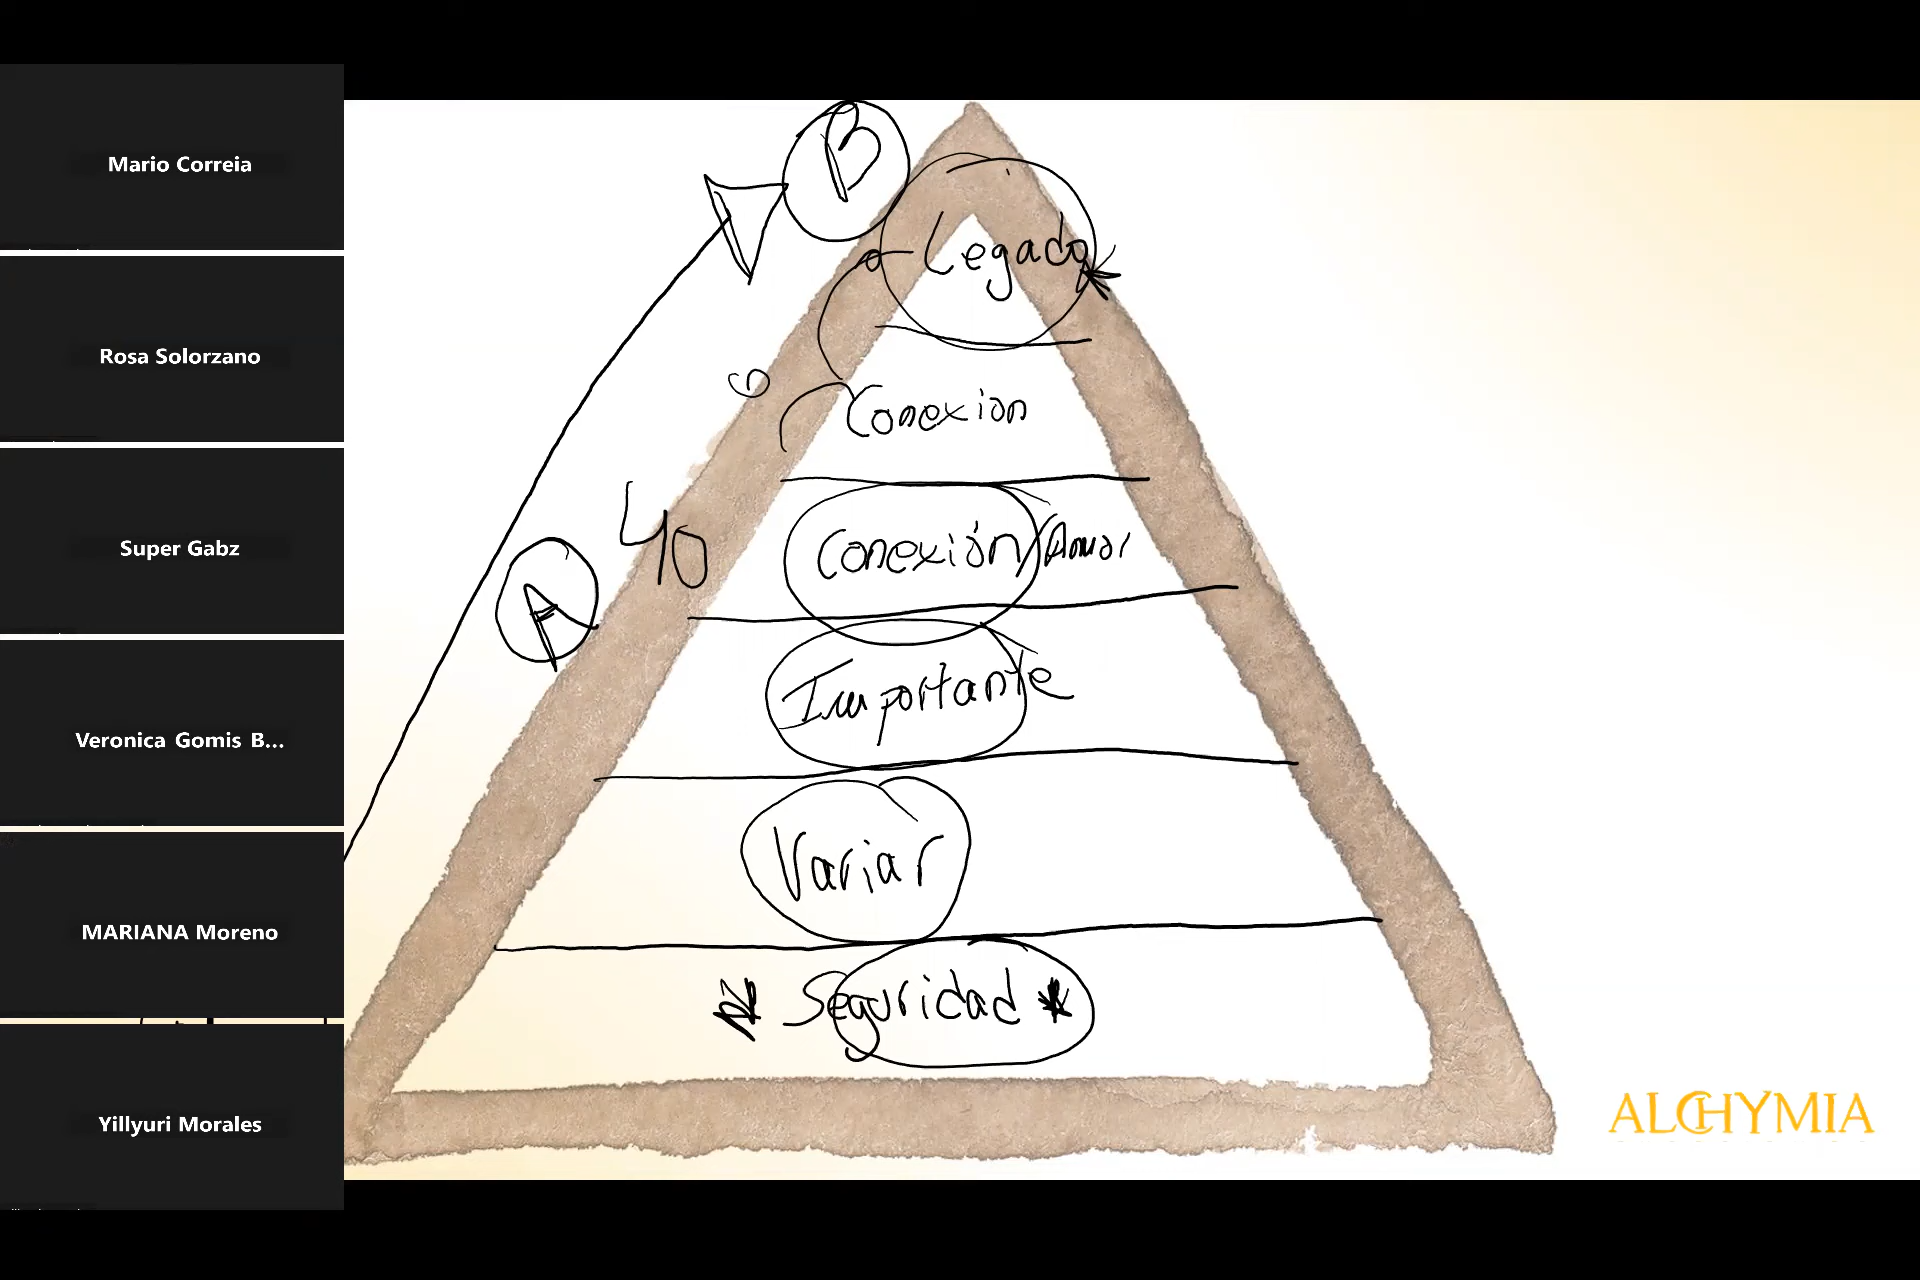 Mario Correia
Rosa Solorzano
Super Gabz
Veronica Gomis B...
MARIANA Moreno
Yillyuri Morales
B
Legado
6
Conexion
40
Conexión/Amor
A
Importante
Variar
Seguridad
ALCHYMIA